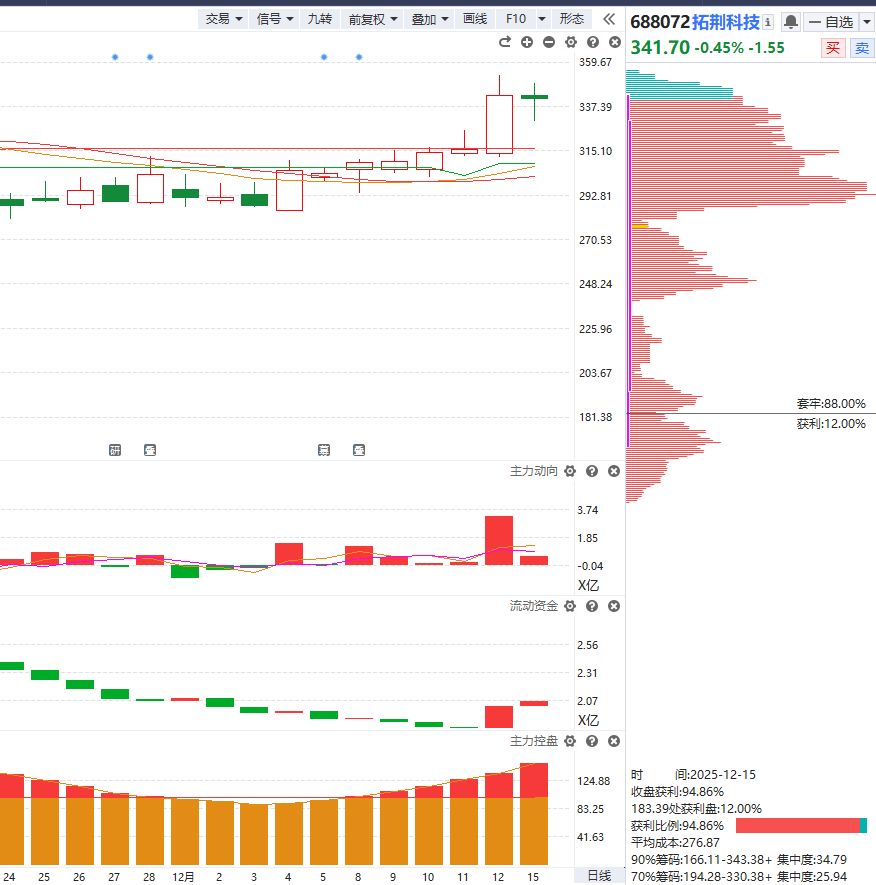 交易 信号 九转 前复权 叠加 画线 F10 形态
688072拓荆科技
自选
341.70 -0.45% -1.55
买 卖
359.67
337.39
315.10
292.81
270.53
248.24
225.96
203.67
181.38
套牢:88.00%
获利:12.00%
研
主力动向
3.74
1.85
-0.04
X亿
流动资金
2.56
2.31
2.07
X亿
主力控盘
124.88
83.25
41.63
24 25 26 27 28 12月 2 3 4 5 8 9 10 11 12 15 日线
时 间:2025-12-15
收盘获利:94.86%
183.39处获利盘:12.00%
获利比例:94.86%
平均成本:276.87
90%筹码:166.11-343.38+ 集中度:34.79
70%筹码:194.28-330.38+ 集中度:25.94